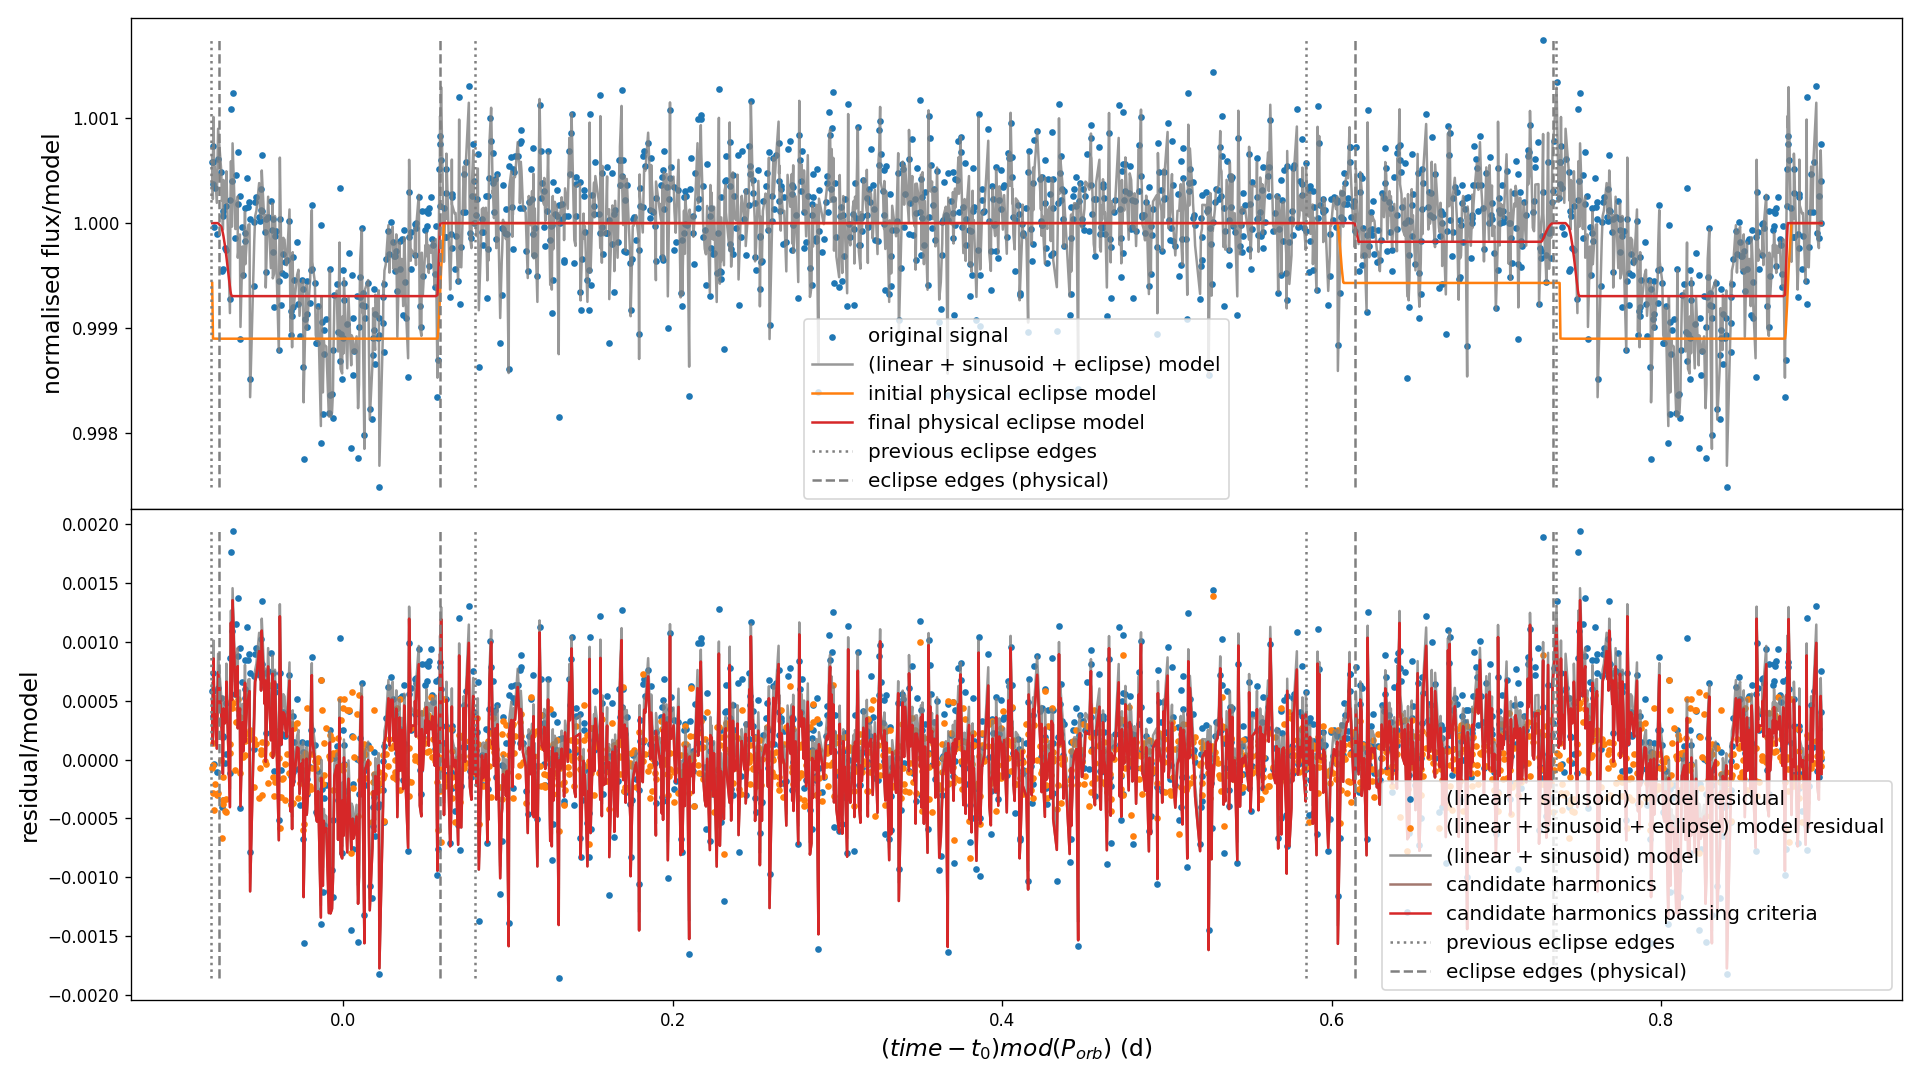 normalised flux/model
1.001
1.000
0.999
0.998
original signal
(linear + sinusoid + eclipse) model
initial physical eclipse model
final physical eclipse model
previous eclipse edges
eclipse edges (physical)
residual/model
0.0020
0.0015
0.0010
0.0005
0.0000
−0.0005
−0.0010
−0.0015
−0.0020
(linear + sinusoid) model residual
(linear + sinusoid + eclipse) model residual
(linear + sinusoid) model
candidate harmonics
candidate harmonics passing criteria
previous eclipse edges
eclipse edges (physical)
0.0 0.2 0.4 0.6 0.8
(time − t₀)mod(Pₒᵣb) (d)